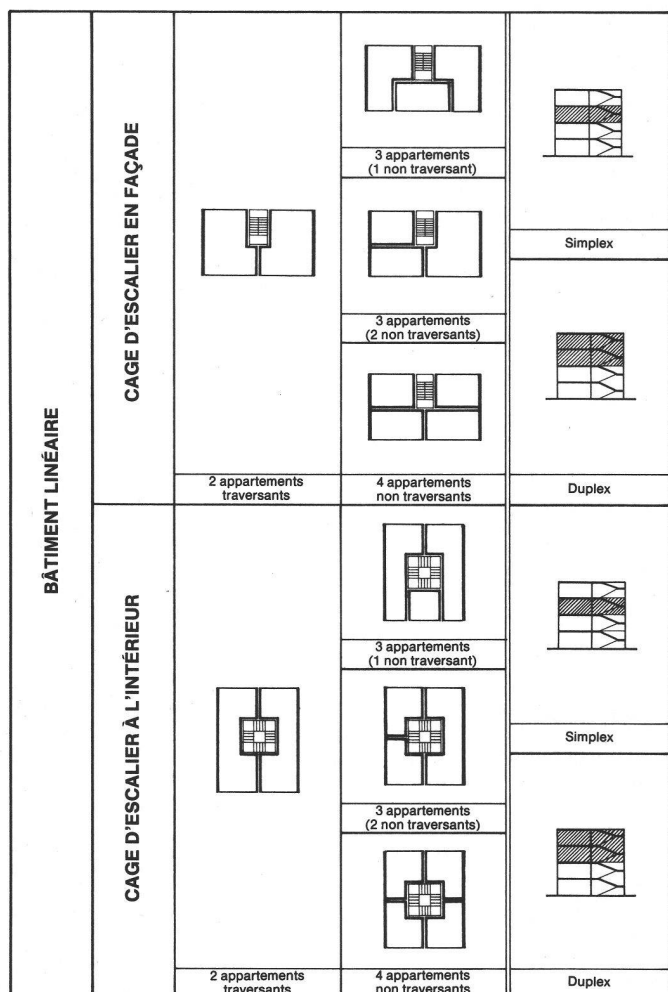 BÂTIMENT LINÉAIRE
CAGE D'ESCALIER EN FAÇADE
2 appartements
traversants
3 appartements
(1 non traversant)
3 appartements
(2 non traversants)
4 appartements
non traversants
Simplex
Duplex
CAGE D'ESCALIER À L'INTÉRIEUR
2 appartements
traversants
3 appartements
(1 non traversant)
3 appartements
(2 non traversants)
4 appartements
non traversants
Simplex
Duplex